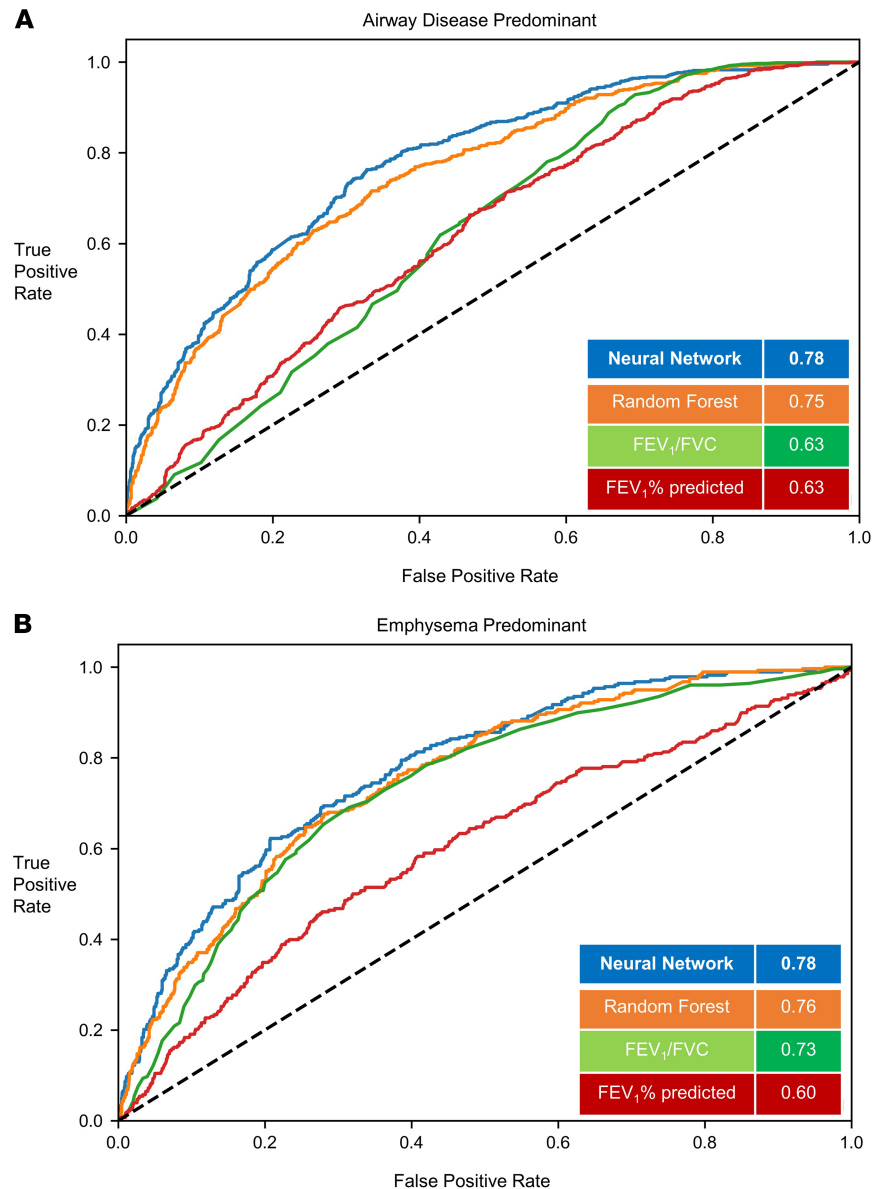 A
Airway Disease Predominant
1.0
0.8
0.6
0.4
0.2
0.0
True
Positive
Rate
Neural Network 0.78
Random Forest 0.75
FEV₁/FVC 0.63
FEV₁% predicted 0.63
0.0 0.2 0.4 0.6 0.8 1.0
False Positive Rate
B
Emphysema Predominant
1.0
0.8
0.6
0.4
0.2
0.0
True
Positive
Rate
Neural Network 0.78
Random Forest 0.76
FEV₁/FVC 0.73
FEV₁% predicted 0.60
0.0 0.2 0.4 0.6 0.8 1.0
False Positive Rate